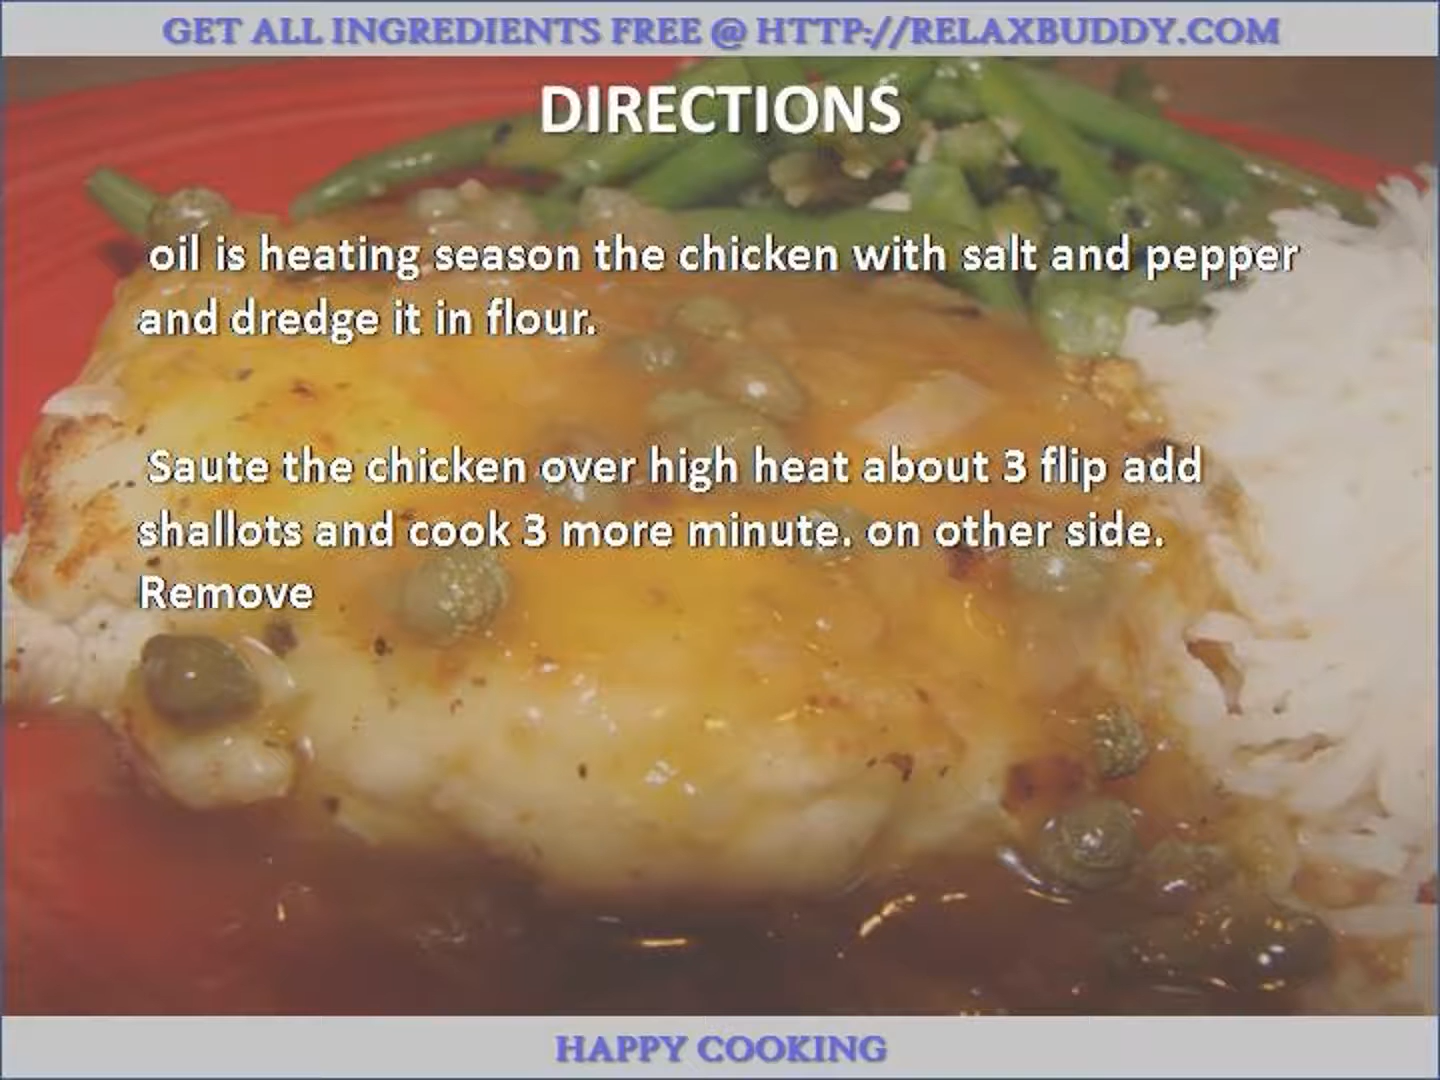 GET ALL INGREDIENTS FREE @ HTTP://RELAXBUDDY.COM
DIRECTIONS
oil is heating season the chicken with salt and pepper
and dredge it in flour.
Saute the chicken over high heat about 3 flip add
shallots and cook 3 more minute. on other side.
Remove
HAPPY COOKING